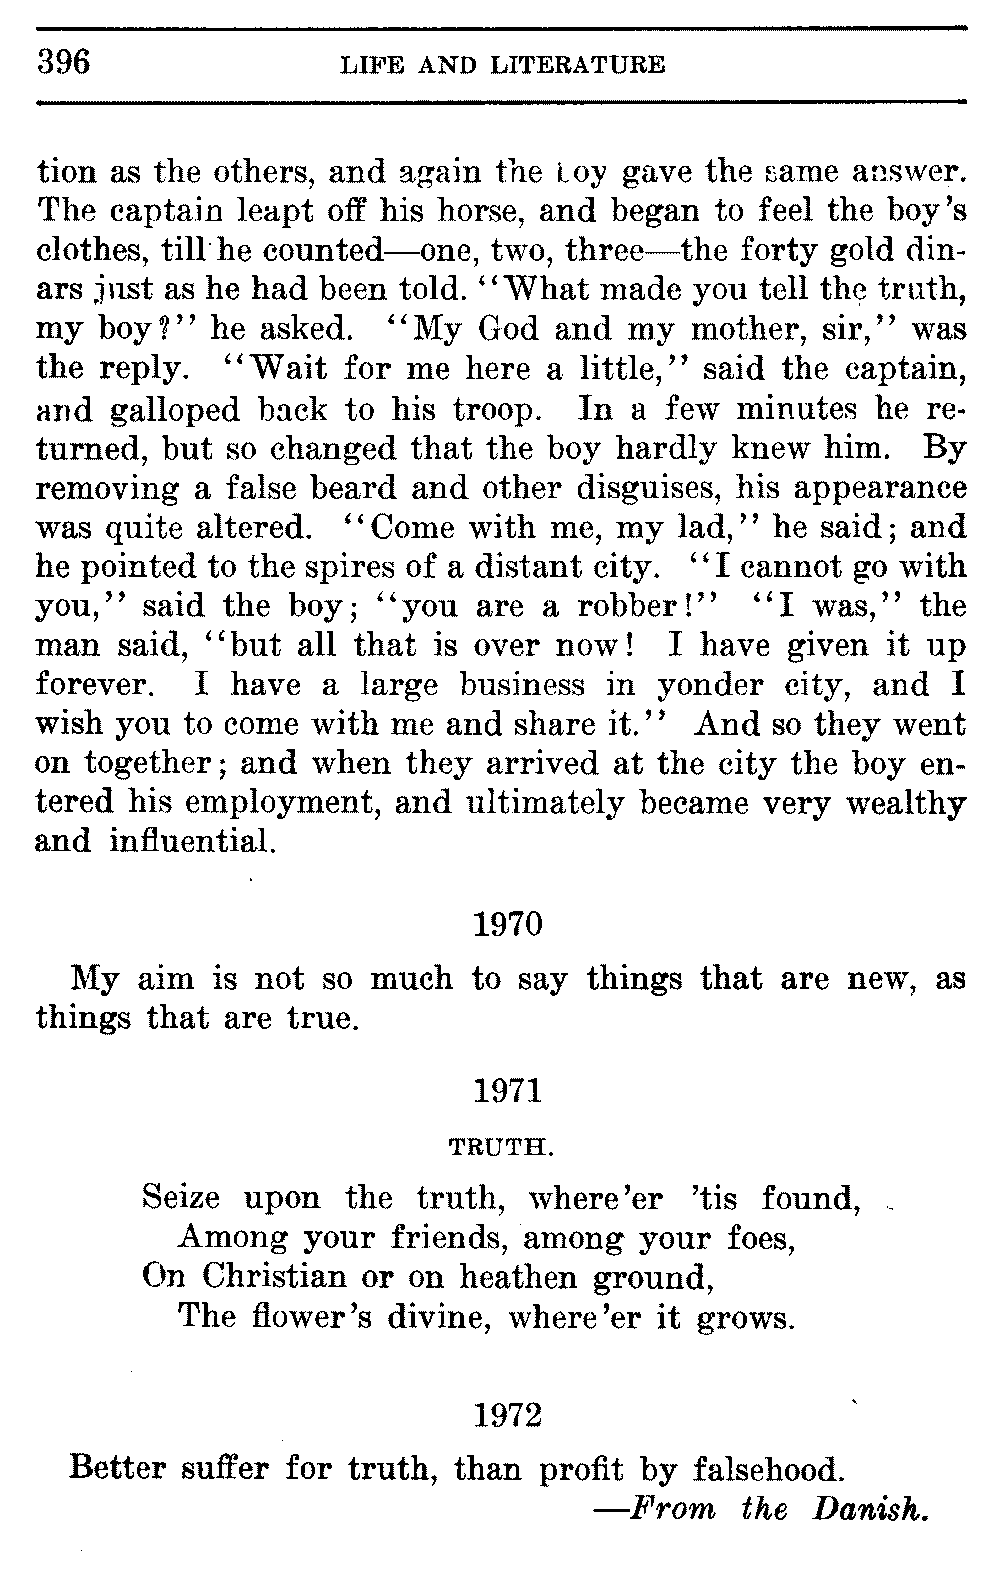 396 LIFE AND LITERATURE
tion as the others, and again the boy gave the same answer.
The captain leapt off his horse, and began to feel the boy's
clothes, till he counted—one, two, three—the forty gold din-
ars just as he had been told. "What made you tell the truth,
my boy?" he asked. "My God and my mother, sir," was
the reply. "Wait for me here a little," said the captain,
and galloped back to his troop. In a few minutes he re-
turned, but so changed that the boy hardly knew him. By
removing a false beard and other disguises, his appearance
was quite altered. "Come with me, my lad," he said; and
he pointed to the spires of a distant city. "I cannot go with
you," said the boy; "you are a robber!" "I was," the
man said, "but all that is over now! I have given it up
forever. I have a large business in yonder city, and I
wish you to come with me and share it." And so they went
on together; and when they arrived at the city the boy en-
tered his employment, and ultimately became very wealthy
and influential.
1970
My aim is not so much to say things that are new, as
things that are true.
1971
TRUTH.
Seize upon the truth, where'er 'tis found,
Among your friends, among your foes,
On Christian or on heathen ground,
The flower's divine, where'er it grows.
1972
Better suffer for truth, than profit by falsehood.
—From the Danish.